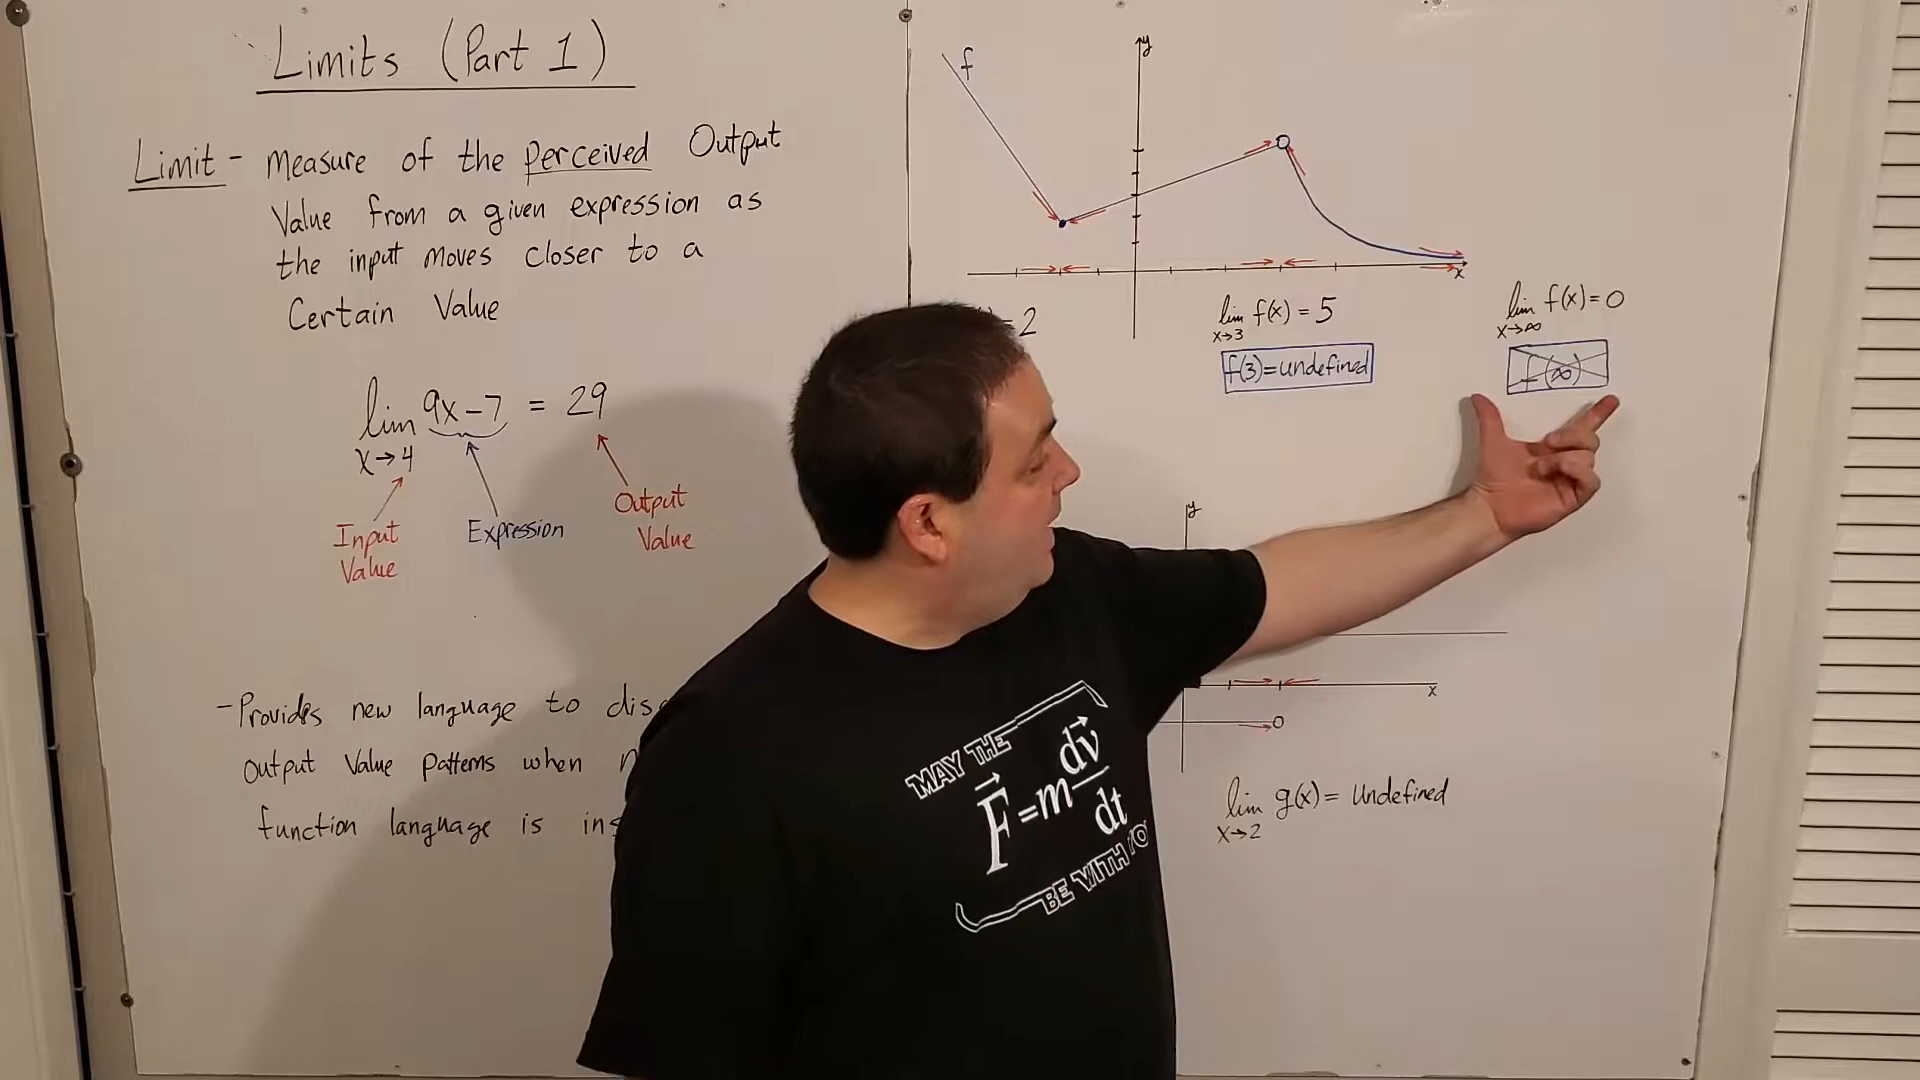 Limits (Part 1)
Limit - measure of the perceived Output
Value from a given expression as
the input moves closer to a
Certain Value
lim 9x-7 = 29
x→4
Input
Value
Expression
Output
Value
-Provides new language to
output value patterns when
function language is
f
y
x
=2
lim f(x) = 5
x→3
f(3)=undefined
lim f(x)=0
x→∞
f(∞)
y
x
lim g(x)= Undefined
x→2
MAY THE
F=m dv
dt
BE WITH